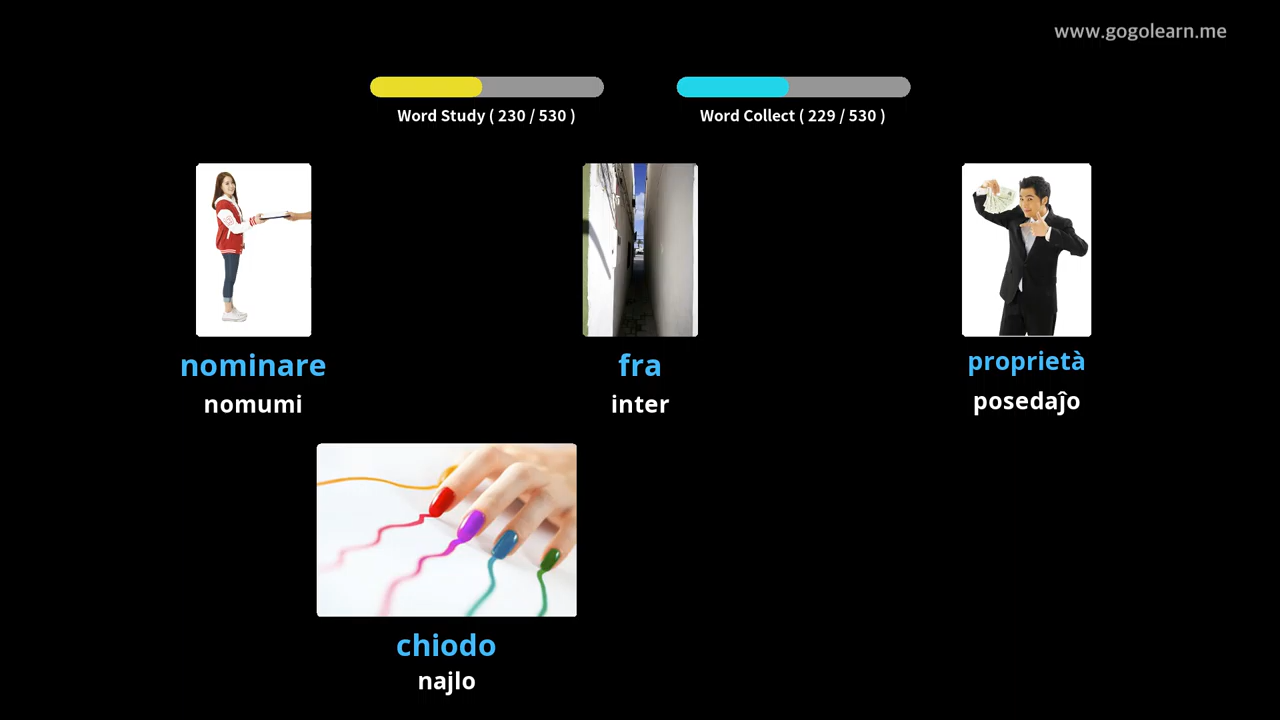 www.gogolearn.me
Word Study ( 230 / 530 )
Word Collect ( 229 / 530 )
nominare
nomumi
fra
inter
proprietà
posedaĵo
chiodo
najlo